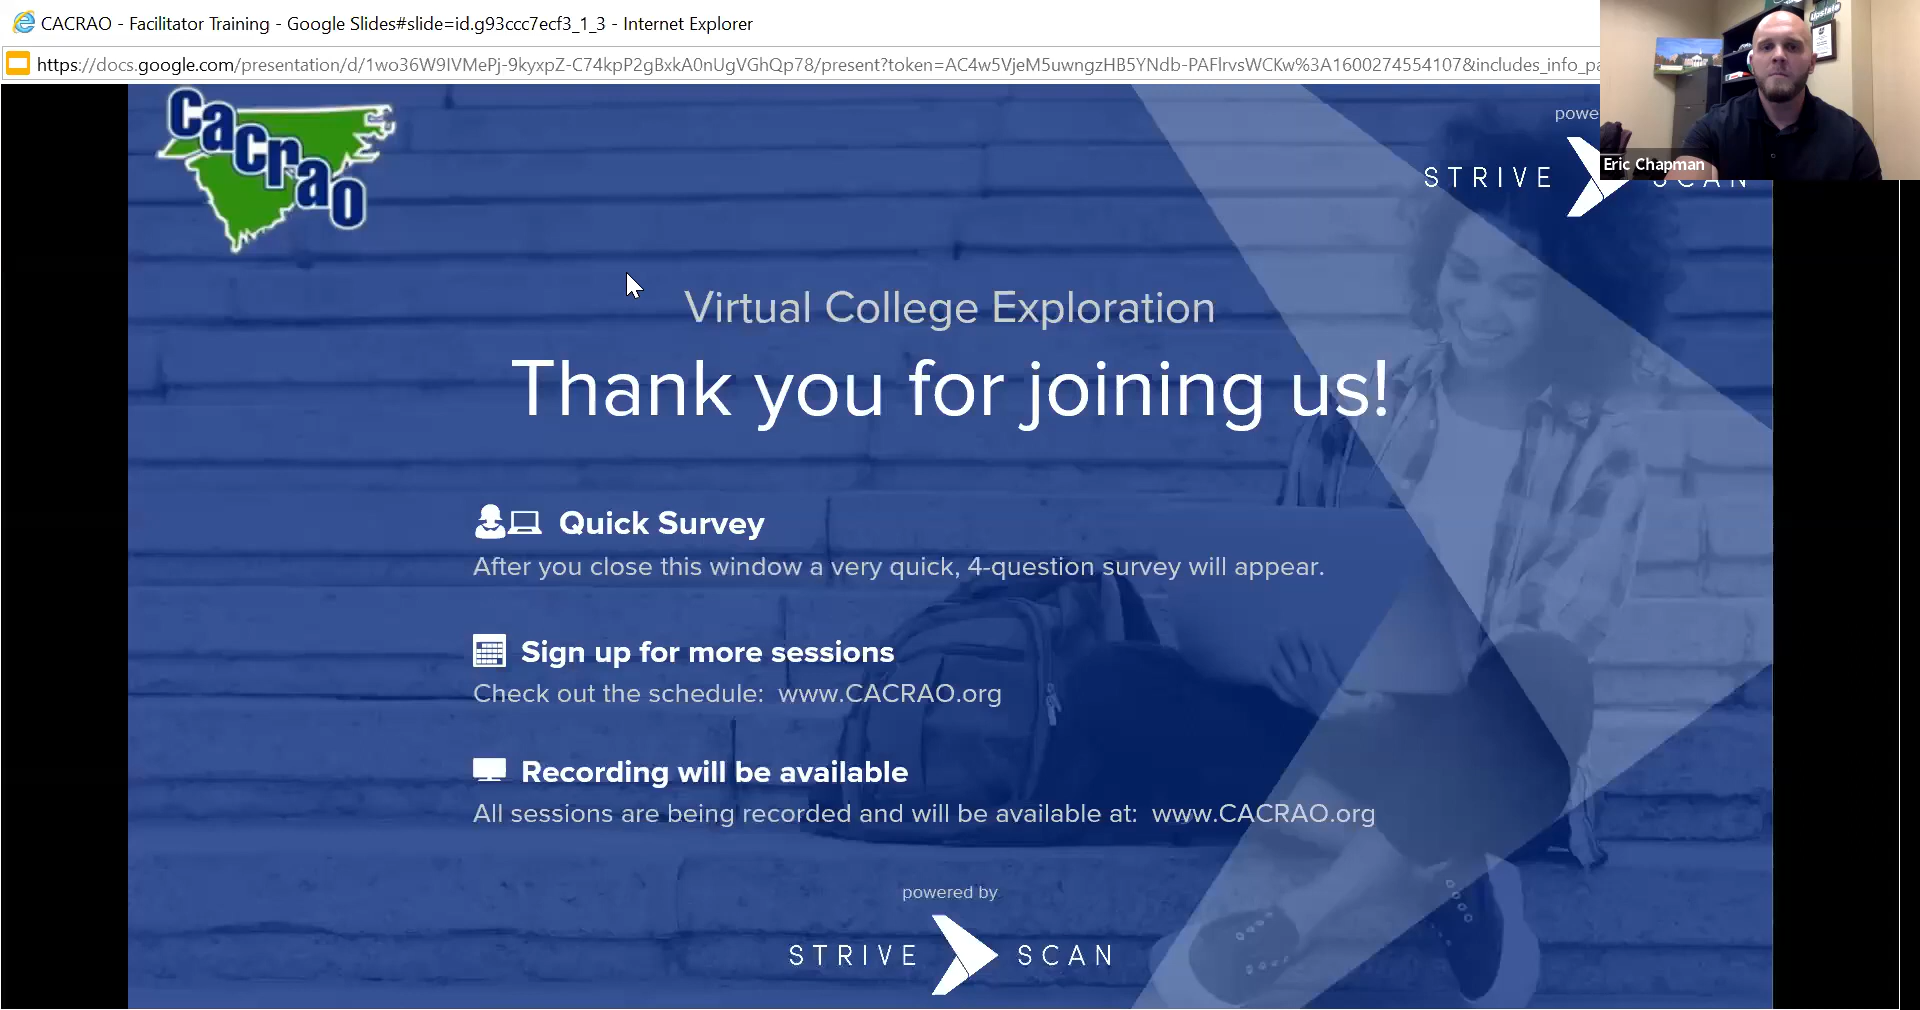 CACRAO - Facilitator Training - Google Slides#slide=id.g93ccc7ecf3_1_3 - Internet Explorer
https://docs.google.com/presentation/d/1wo36W9IVMePj-9kyxpZ-C74kpP2gBxkA0nUgVGhQp78/present?token=AC4w5VjeM5uwngzHB5YNdb-PAFlrvsWCKw%3A1600274554107&includes_info_pa
Upstate
CaCrao
powe
STRIVE SCAN
Eric Chapman
Virtual College Exploration
Thank you for joining us!
Quick Survey
After you close this window a very quick, 4-question survey will appear.
Sign up for more sessions
Check out the schedule: www.CACRAO.org
Recording will be available
All sessions are being recorded and will be available at: www.CACRAO.org
powered by
STRIVE SCAN